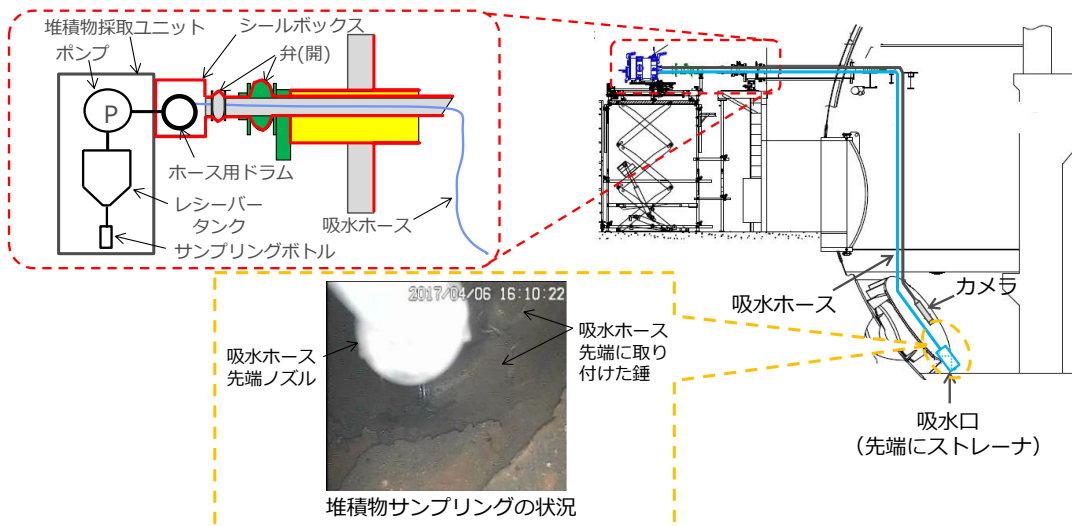 堆積物採取ユニット
ポンプ
シールボックス
弁(開)
P
ホース用ドラム
レシーバー
タンク
サンプリングボトル
吸水ホース
吸水ホース
カメラ
2017/04/06 16:10:22
吸水ホース
先端ノズル
吸水ホース
先端に取り
付けた錘
吸水口
(先端にストレーナ)
堆積物サンプリングの状況